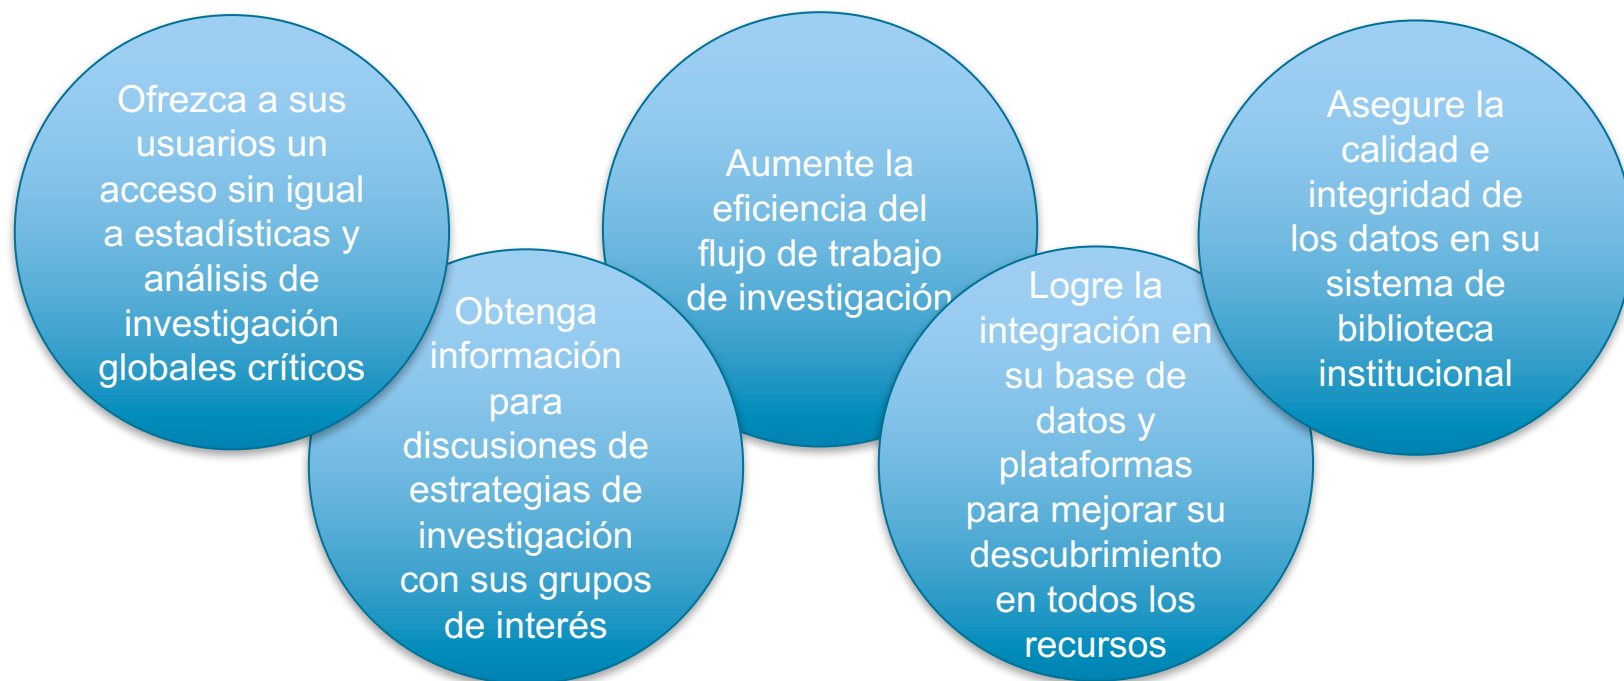 Ofrezca a sus
usuarios un
acceso sin igual
a estadísticas y
análisis de
investigación
globales críticos
Obtenga
información
para
discusiones de
estrategias de
investigación
con sus grupos
de interés
Aumente la
eficiencia del
flujo de trabajo
de investigación
Logre la
integración en
su base de
datos y
plataformas
para mejorar su
descubrimiento
en todos los
recursos
Asegure la
calidad e
integridad de
los datos en su
sistema de
biblioteca
institucional